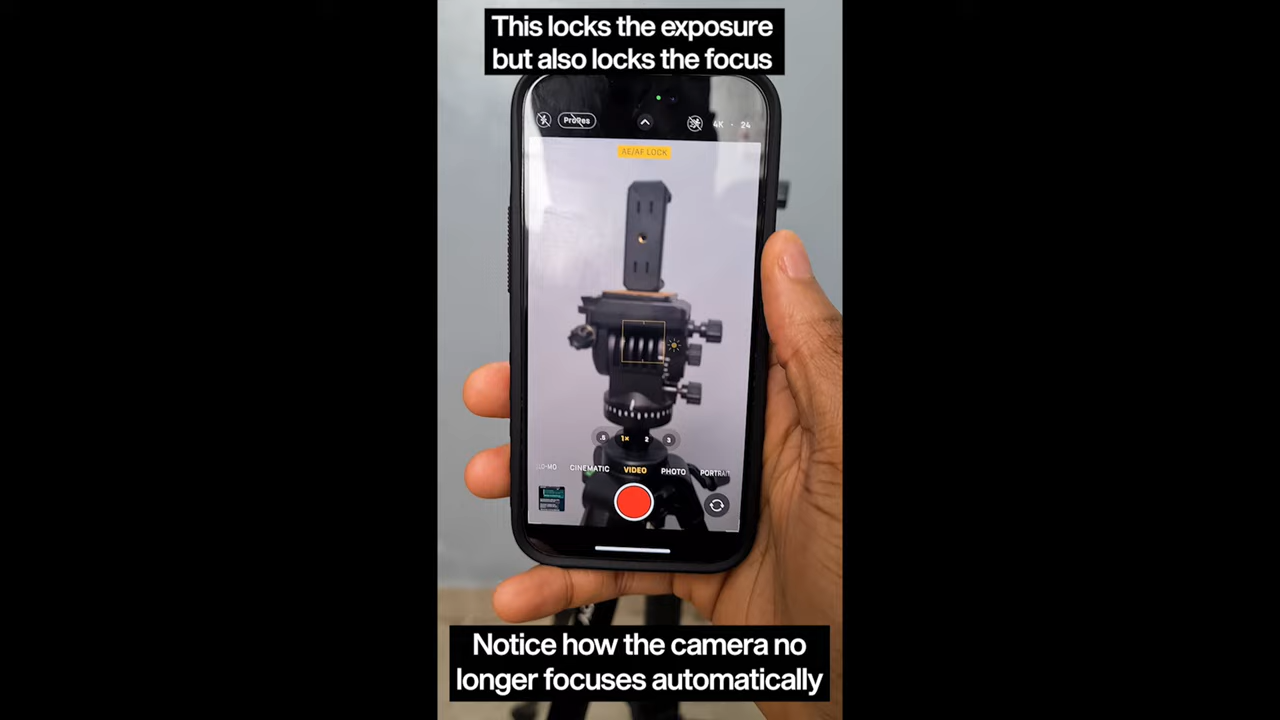 This locks the exposure
but also locks the focus
ProRes
4K · 24
AE/AF LOCK
.5 1× 2 3
CINEMATIC VIDEO PHOTO PORTRAIT
Notice how the camera no
longer focuses automatically